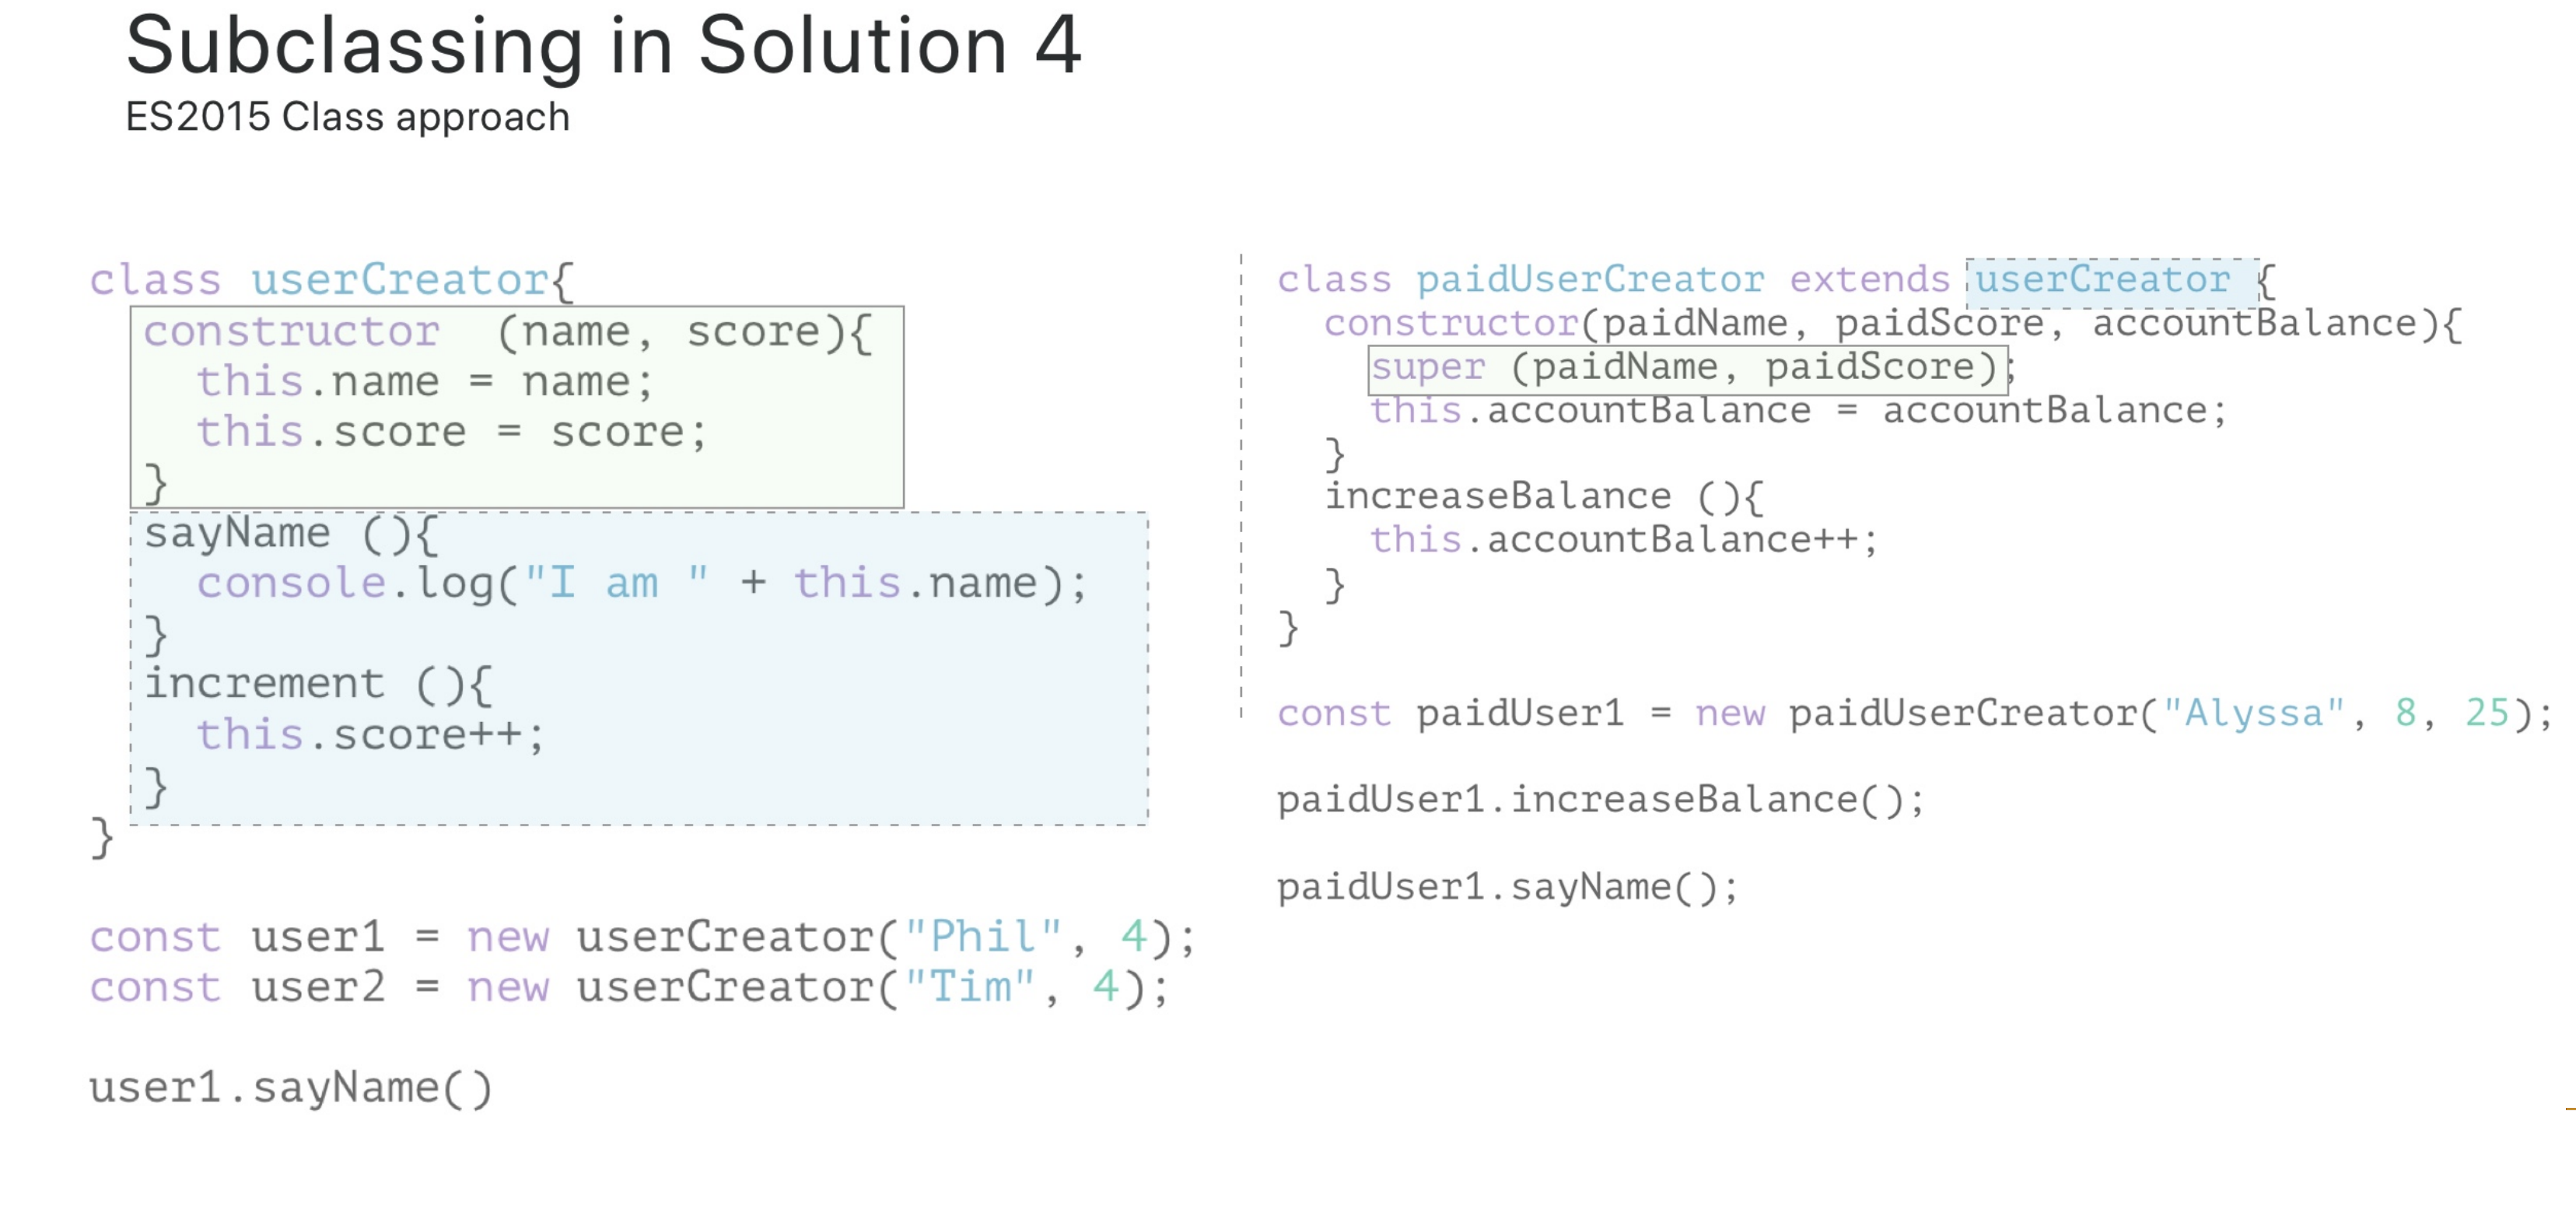 Subclassing in Solution 4
ES2015 Class approach
class userCreator{
constructor  (name, score){
this.name = name;
this.score = score;
}
sayName (){
console.log("I am " + this.name);
}
increment (){
this.score++;
}
}
const user1 = new userCreator("Phil", 4);
const user2 = new userCreator("Tim", 4);
user1.sayName()
class paidUserCreator extends userCreator {
constructor(paidName, paidScore, accountBalance){
super (paidName, paidScore);
this.accountBalance = accountBalance;
}
increaseBalance (){
this.accountBalance++;
}
}
const paidUser1 = new paidUserCreator("Alyssa", 8, 25);
paidUser1.increaseBalance();
paidUser1.sayName();